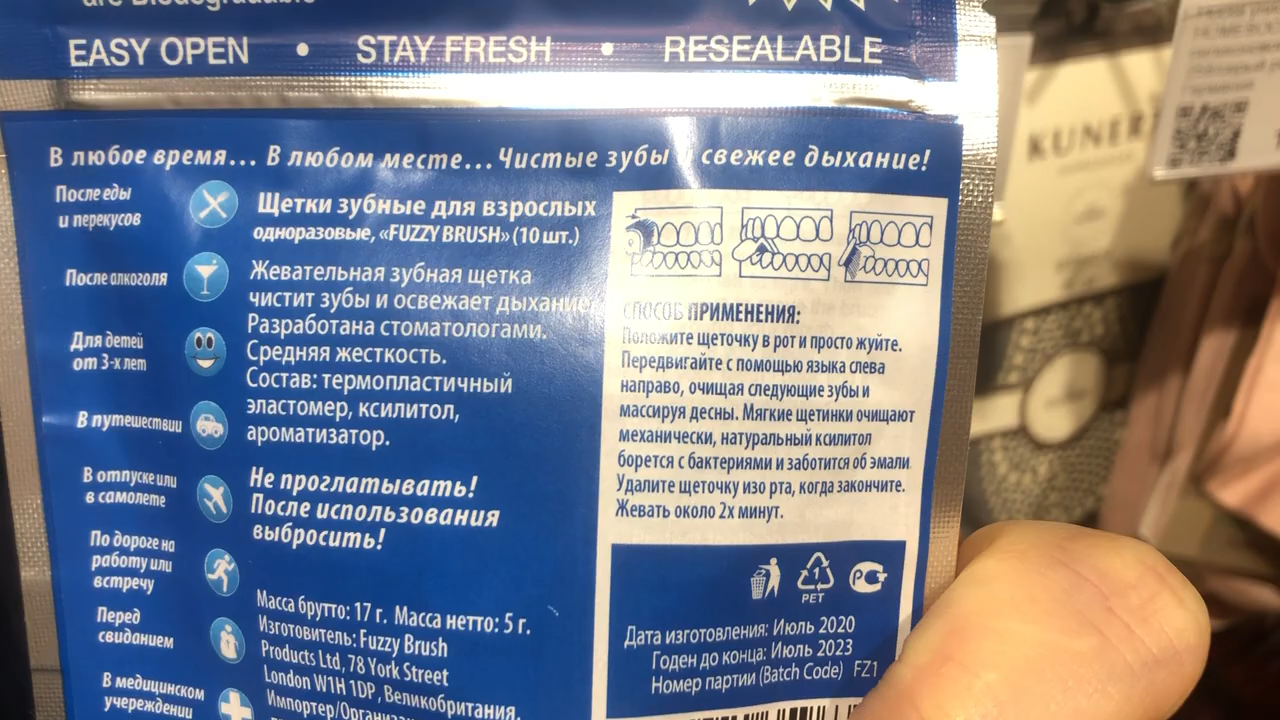 are Biodegradable
EASY OPEN • STAY FRESH • RESEALABLE
В любое время... В любом месте... Чистые зубы свежее дыхание!
После еды
и перекусов
После алкоголя
Для детей
от 3-х лет
В путешествии
В отпуске или
в самолете
По дороге на
работу или
встречу
Перед
свиданием
В медицинском
учереждении
Щетки зубные для взрослых
одноразовые, «FUZZY BRUSH» (10 шт.)
Жевательная зубная щетка
чистит зубы и освежает дыхание
Разработана стоматологами.
Средняя жесткость.
Состав: термопластичный
эластомер, ксилитол,
ароматизатор.
Не проглатывать!
После использования
выбросить!
Масса брутто: 17 г. Масса нетто: 5 г.
Изготовитель: Fuzzy Brush
Products Ltd, 78 York Street
London W1H 1DP, Великобритания.
СПОСОБ ПРИМЕНЕНИЯ:
Положите щеточку в рот и просто жуйте.
Передвигайте с помощью языка слева
направо, очищая следующие зубы и
массируя десны. Мягкие щетинки очищают
механически, натуральный ксилитол
борется с бактериями и заботится об эмали
Удалите щеточку изо рта, когда закончите.
Жевать около 2х минут.
1
PET
РСТ
Дата изготовления: Июль 2020
Годен до конца: Июль 2023
Номер партии (Batch Code) FZ1
KUNERT